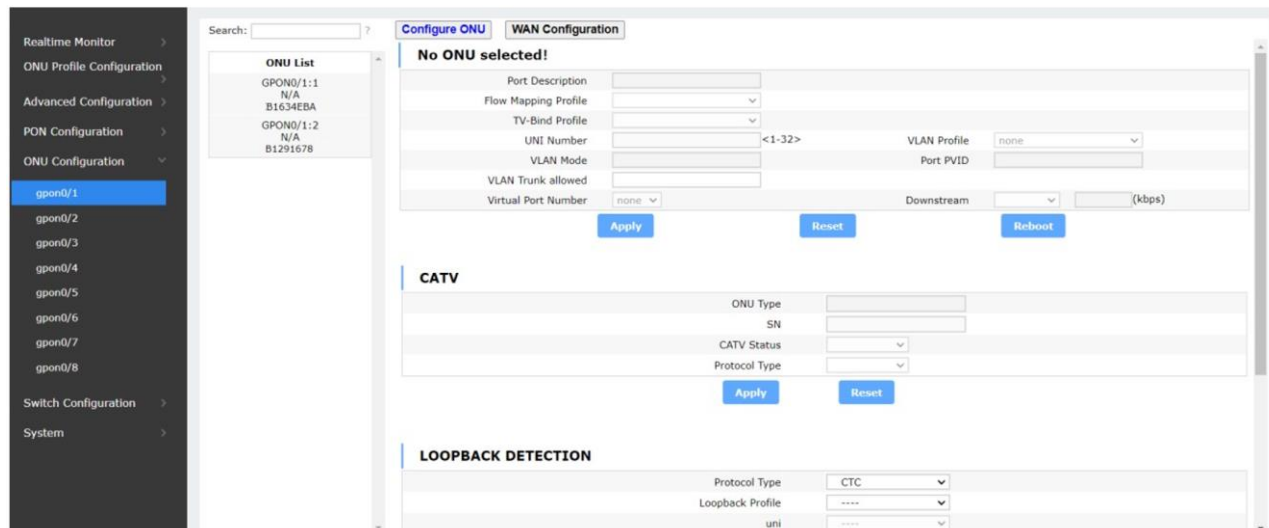 Realtime Monitor
ONU Profile Configuration
Advanced Configuration
PON Configuration
ONU Configuration
gpon0/1
gpon0/2
gpon0/3
gpon0/4
gpon0/5
gpon0/6
gpon0/7
gpon0/8
Switch Configuration
System
Search: ?
ONU List
GPON0/1:1
N/A
B1634EBA
GPON0/1:2
N/A
B1291678
Configure ONU WAN Configuration
No ONU selected!
Port Description
Flow Mapping Profile
TV-Bind Profile
UNI Number <1-32> VLAN Profile none
VLAN Mode Port PVID
VLAN Trunk allowed
Virtual Port Number none Downstream (kbps)
Apply Reset Reboot
CATV
ONU Type
SN
CATV Status
Protocol Type
Apply Reset
LOOPBACK DETECTION
Protocol Type CTC
Loopback Profile ----
uni ----